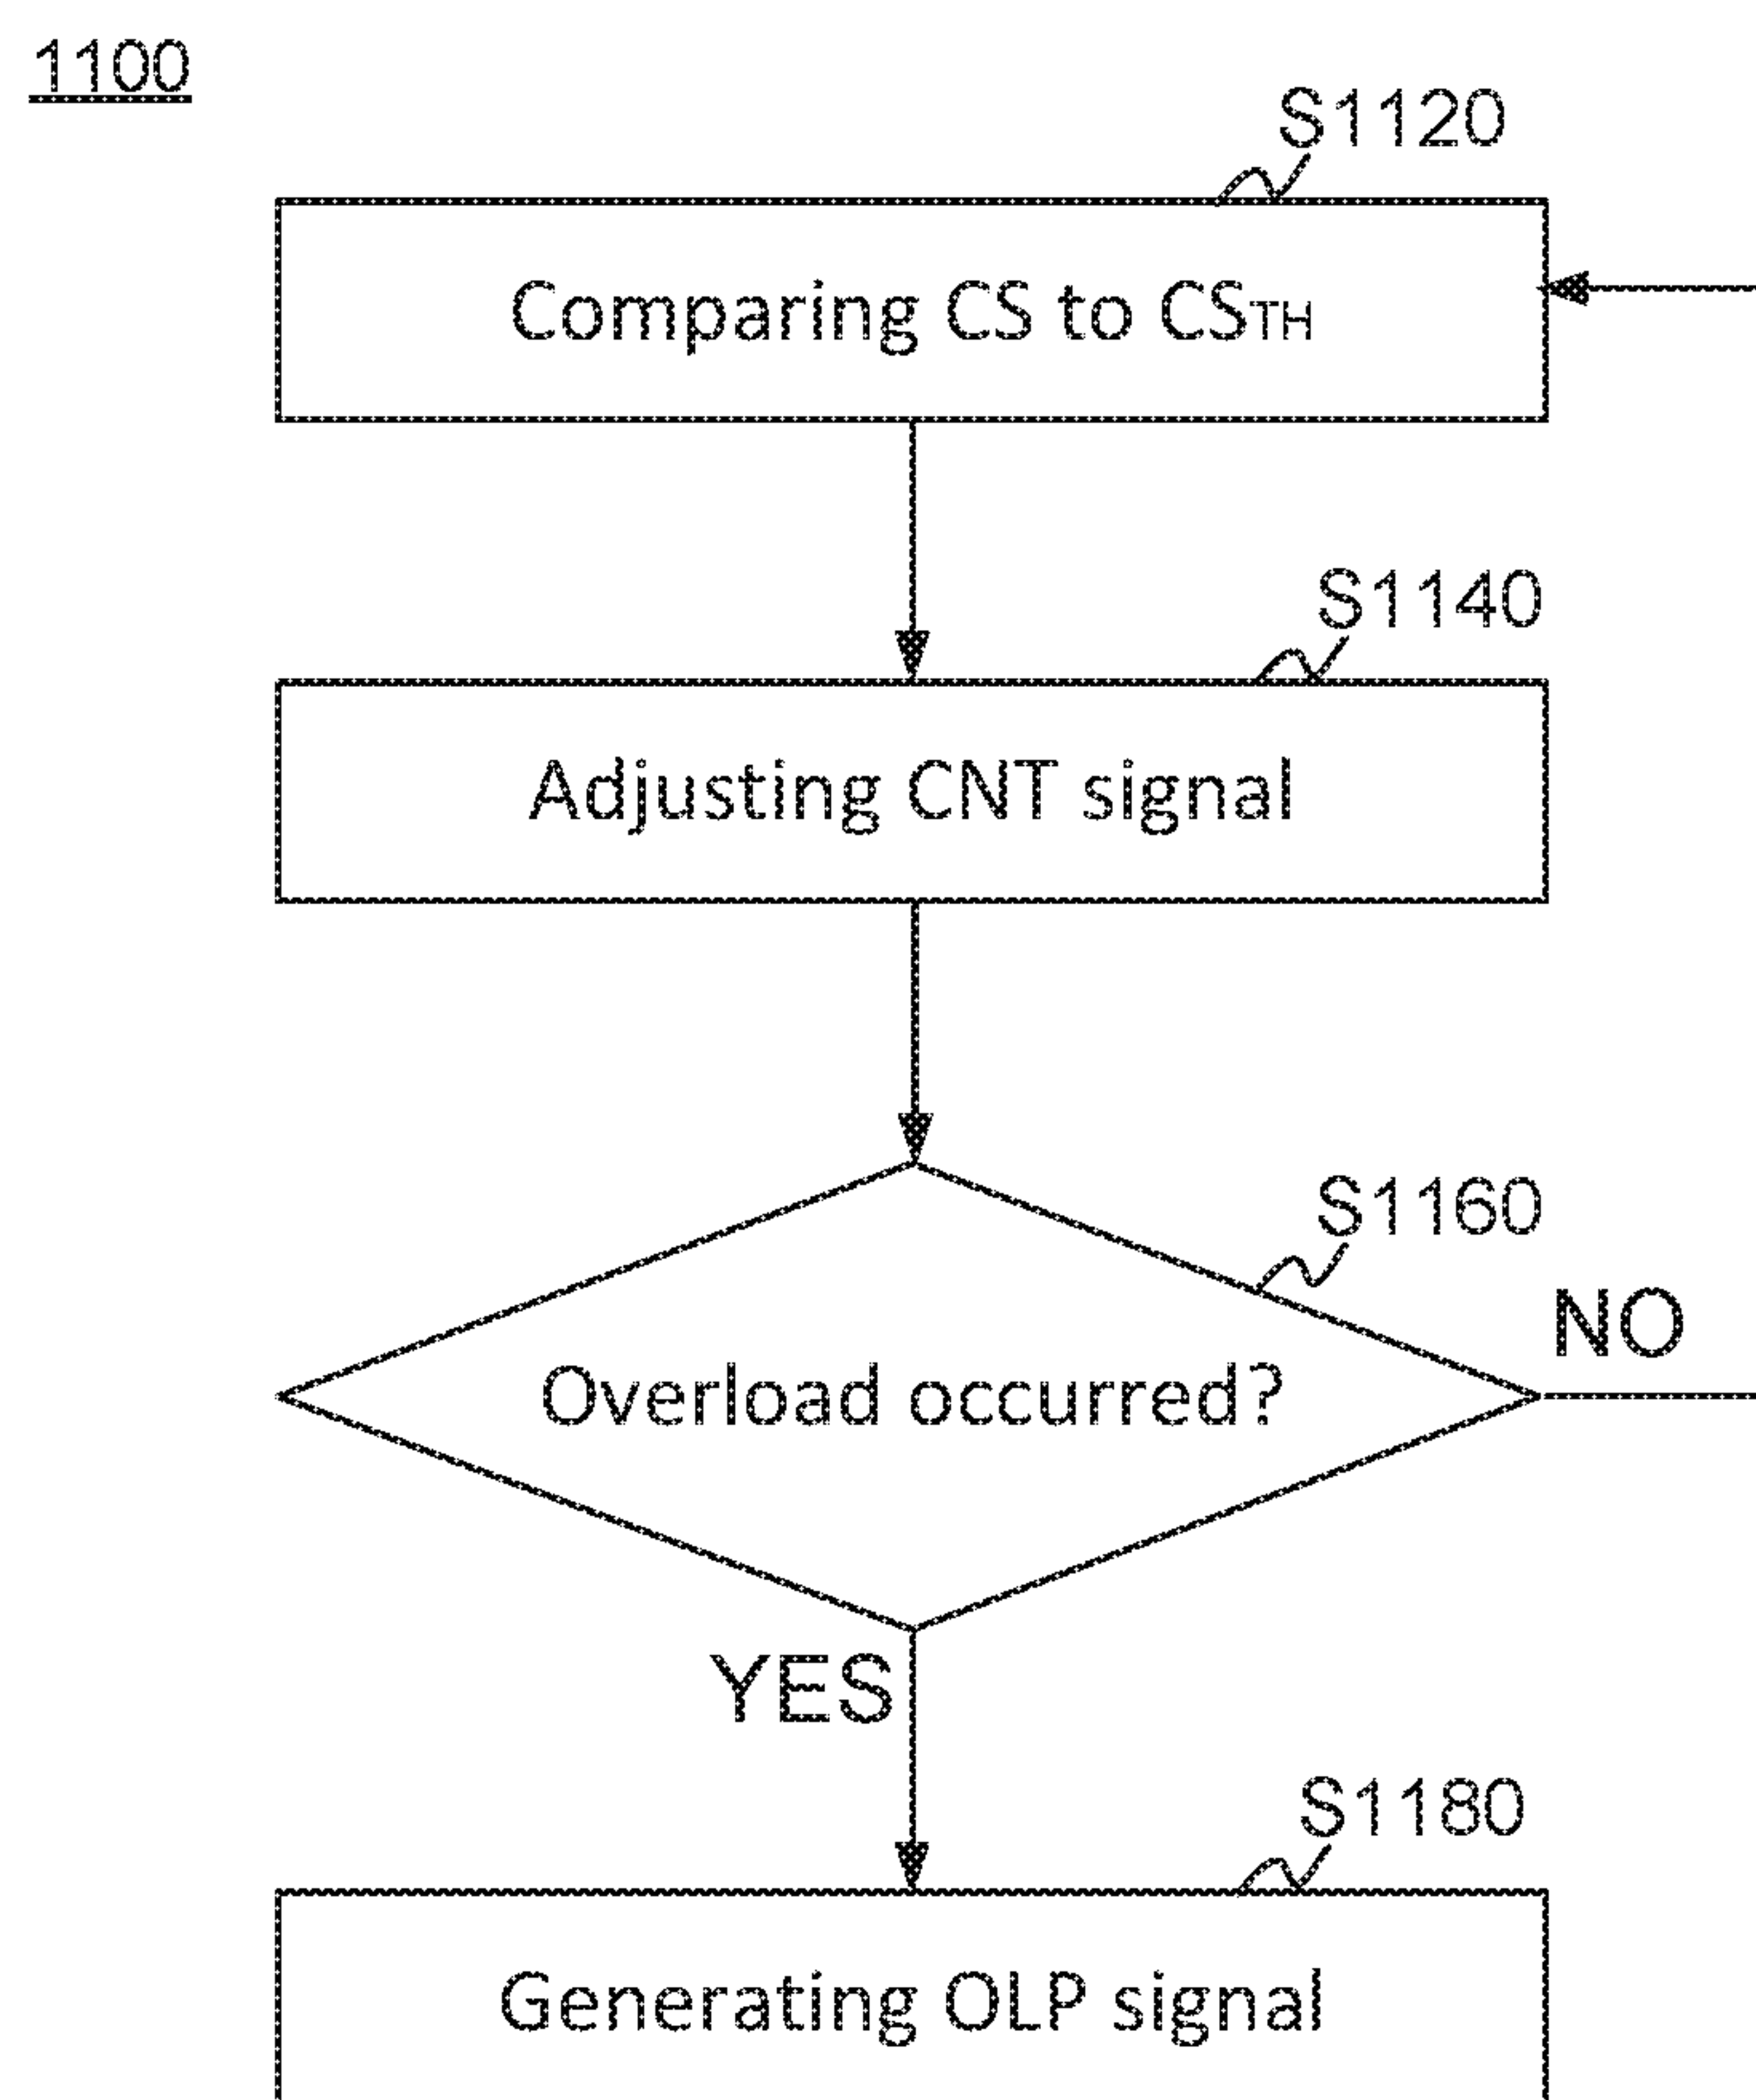 1100
S1120
Comparing CS to CSTH
S1140
Adjusting CNT signal
S1160
NO
Overload occurred?
YES
S1180
Generating OLP signal